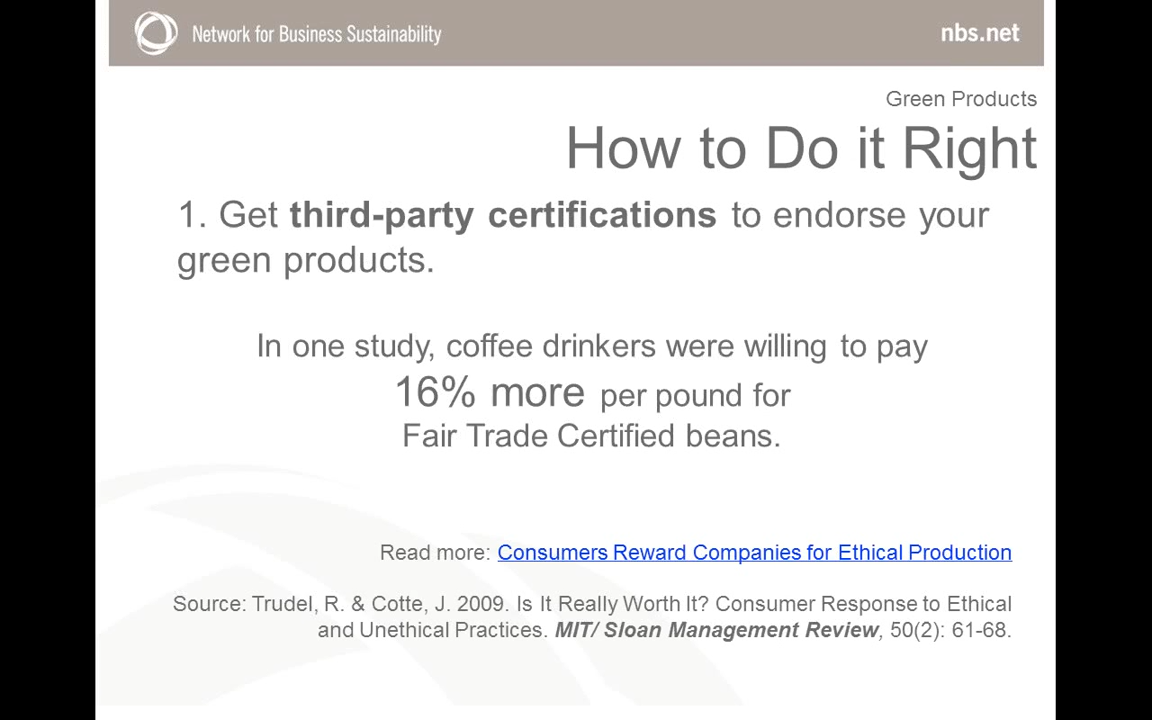 Network for Business Sustainability
nbs.net
Green Products
How to Do it Right
1. Get third-party certifications to endorse your
green products.
In one study, coffee drinkers were willing to pay
16% more per pound for
Fair Trade Certified beans.
Read more: Consumers Reward Companies for Ethical Production
Source: Trudel, R. & Cotte, J. 2009. Is It Really Worth It? Consumer Response to Ethical
and Unethical Practices. MIT/ Sloan Management Review, 50(2): 61-68.